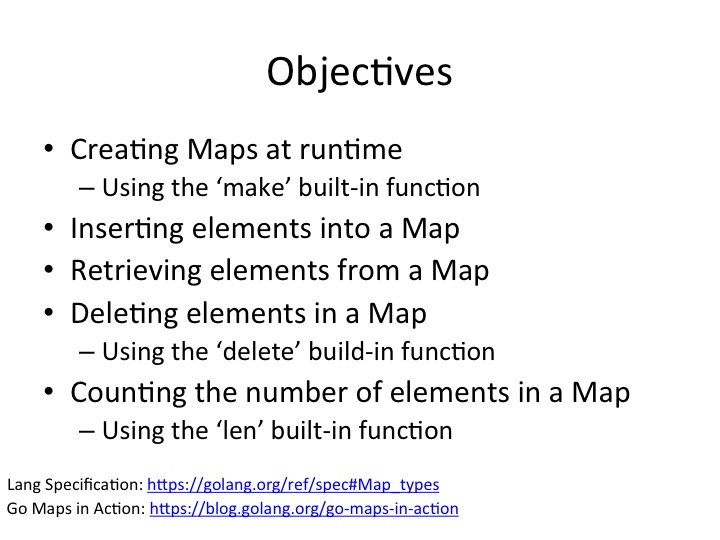 Objectives
• Creating Maps at runtime
– Using the ‘make’ built-in function
• Inserting elements into a Map
• Retrieving elements from a Map
• Deleting elements in a Map
– Using the ‘delete’ build-in function
• Counting the number of elements in a Map
– Using the ‘len’ built-in function
Lang Specification: https://golang.org/ref/spec#Map_types
Go Maps in Action: https://blog.golang.org/go-maps-in-action